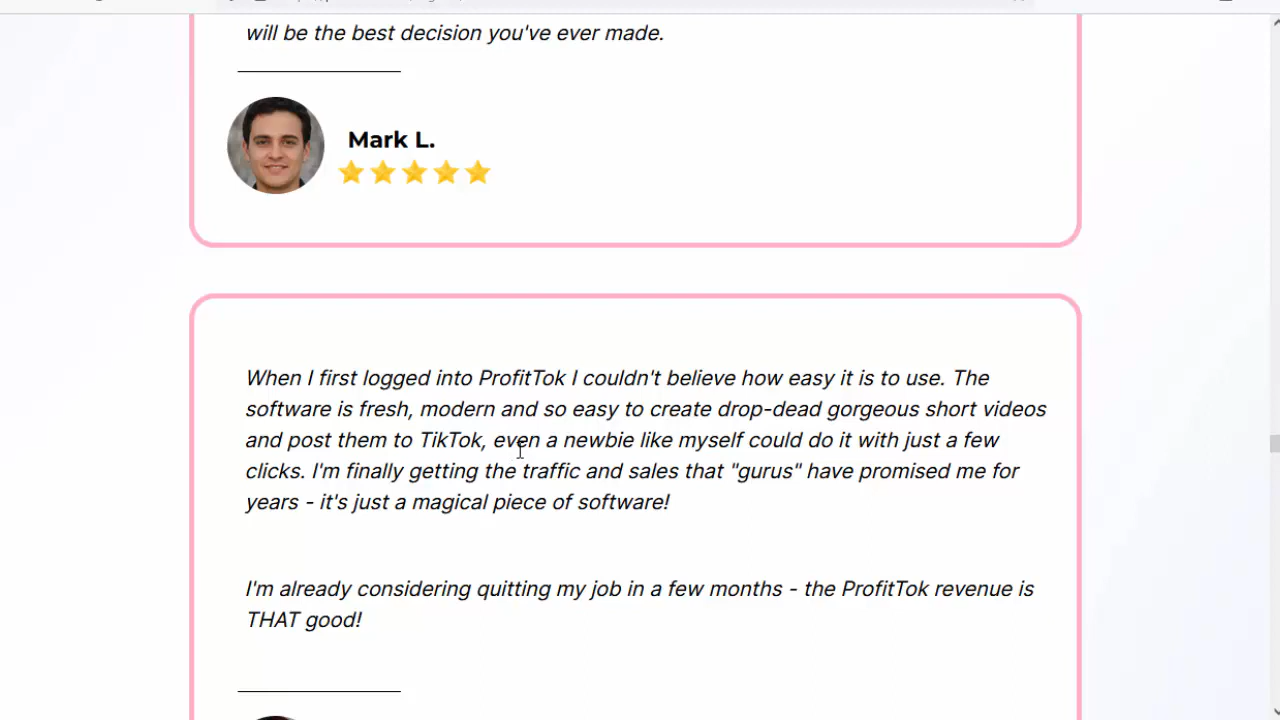 will be the best decision you've ever made.
Mark L.
When I first logged into ProfitTok I couldn't believe how easy it is to use. The
software is fresh, modern and so easy to create drop-dead gorgeous short videos
and post them to TikTok, even a newbie like myself could do it with just a few
clicks. I'm finally getting the traffic and sales that "gurus" have promised me for
years - it's just a magical piece of software!
I'm already considering quitting my job in a few months - the ProfitTok revenue is
THAT good!